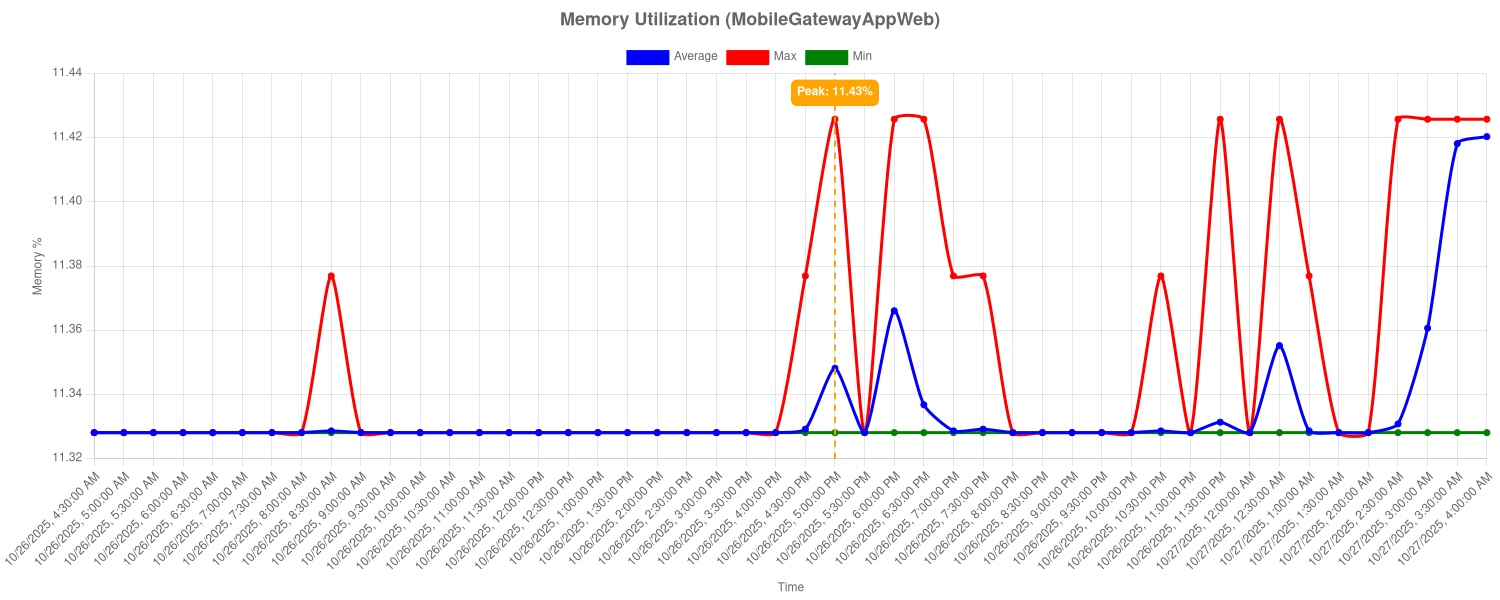 Memory Utilization (MobileGatewayAppWeb)
Average Max Min
11.44
Peak: 11.43%
11.42
11.40
11.38
Memory %
11.36
11.34
11.32
10/26/2025, 4:30:00 AM
10/26/2025, 5:00:00 AM
10/26/2025, 5:30:00 AM
10/26/2025, 6:00:00 AM
10/26/2025, 6:30:00 AM
10/26/2025, 7:00:00 AM
10/26/2025, 7:30:00 AM
10/26/2025, 8:00:00 AM
10/26/2025, 8:30:00 AM
10/26/2025, 9:00:00 AM
10/26/2025, 9:30:00 AM
10/26/2025, 10:00:00 AM
10/26/2025, 10:30:00 AM
10/26/2025, 11:00:00 AM
10/26/2025, 11:30:00 AM
10/26/2025, 12:00:00 PM
10/26/2025, 12:30:00 PM
10/26/2025, 1:00:00 PM
10/26/2025, 1:30:00 PM
10/26/2025, 2:00:00 PM
10/26/2025, 2:30:00 PM
10/26/2025, 3:00:00 PM
10/26/2025, 3:30:00 PM
10/26/2025, 4:00:00 PM
10/26/2025, 4:30:00 PM
10/26/2025, 5:00:00 PM
10/26/2025, 5:30:00 PM
10/26/2025, 6:00:00 PM
10/26/2025, 6:30:00 PM
10/26/2025, 7:00:00 PM
10/26/2025, 7:30:00 PM
10/26/2025, 8:00:00 PM
10/26/2025, 8:30:00 PM
10/26/2025, 9:00:00 PM
10/26/2025, 9:30:00 PM
10/26/2025, 10:00:00 PM
10/26/2025, 10:30:00 PM
10/26/2025, 11:00:00 PM
10/26/2025, 11:30:00 PM
10/27/2025, 12:00:00 AM
10/27/2025, 12:30:00 AM
10/27/2025, 1:00:00 AM
10/27/2025, 1:30:00 AM
10/27/2025, 2:00:00 AM
10/27/2025, 2:30:00 AM
10/27/2025, 3:00:00 AM
10/27/2025, 3:30:00 AM
10/27/2025, 4:00:00 AM
Time